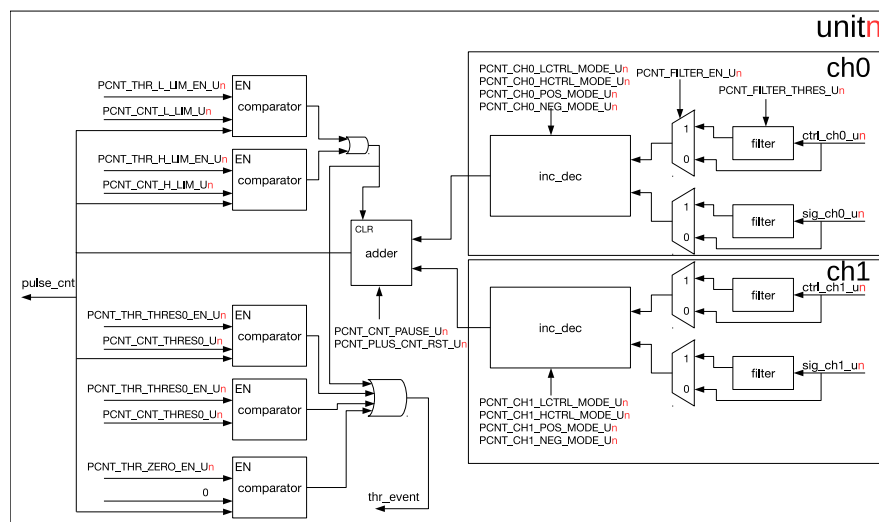 unitn
ch0
PCNT_CH0_LCTRL_MODE_Un
PCNT_CH0_HCTRL_MODE_Un
PCNT_CH0_POS_MODE_Un
PCNT_CH0_NEG_MODE_Un
PCNT_FILTER_EN_Un
PCNT_FILTER_THRES_Un
PCNT_THR_L_LIM_EN_Un
EN
comparator
PCNT_CNT_L_LIM_Un
PCNT_THR_H_LIM_EN_Un
EN
comparator
PCNT_CNT_H_LIM_Un
inc_dec
1
0
filter
ctrl_ch0_un
1
0
filter
sig_ch0_un
CLR
adder
pulse_cnt
PCNT_CNT_PAUSE_Un
PCNT_PLUS_CNT_RST_Un
ch1
inc_dec
1
0
filter
ctrl_ch1_un
1
0
filter
sig_ch1_un
PCNT_CH1_LCTRL_MODE_Un
PCNT_CH1_HCTRL_MODE_Un
PCNT_CH1_POS_MODE_Un
PCNT_CH1_NEG_MODE_Un
PCNT_THR_THRES0_EN_Un
EN
comparator
PCNT_CNT_THRES0_Un
PCNT_THR_THRES0_EN_Un
EN
comparator
PCNT_CNT_THRES0_Un
PCNT_THR_ZERO_EN_Un
EN
comparator
0
thr_event